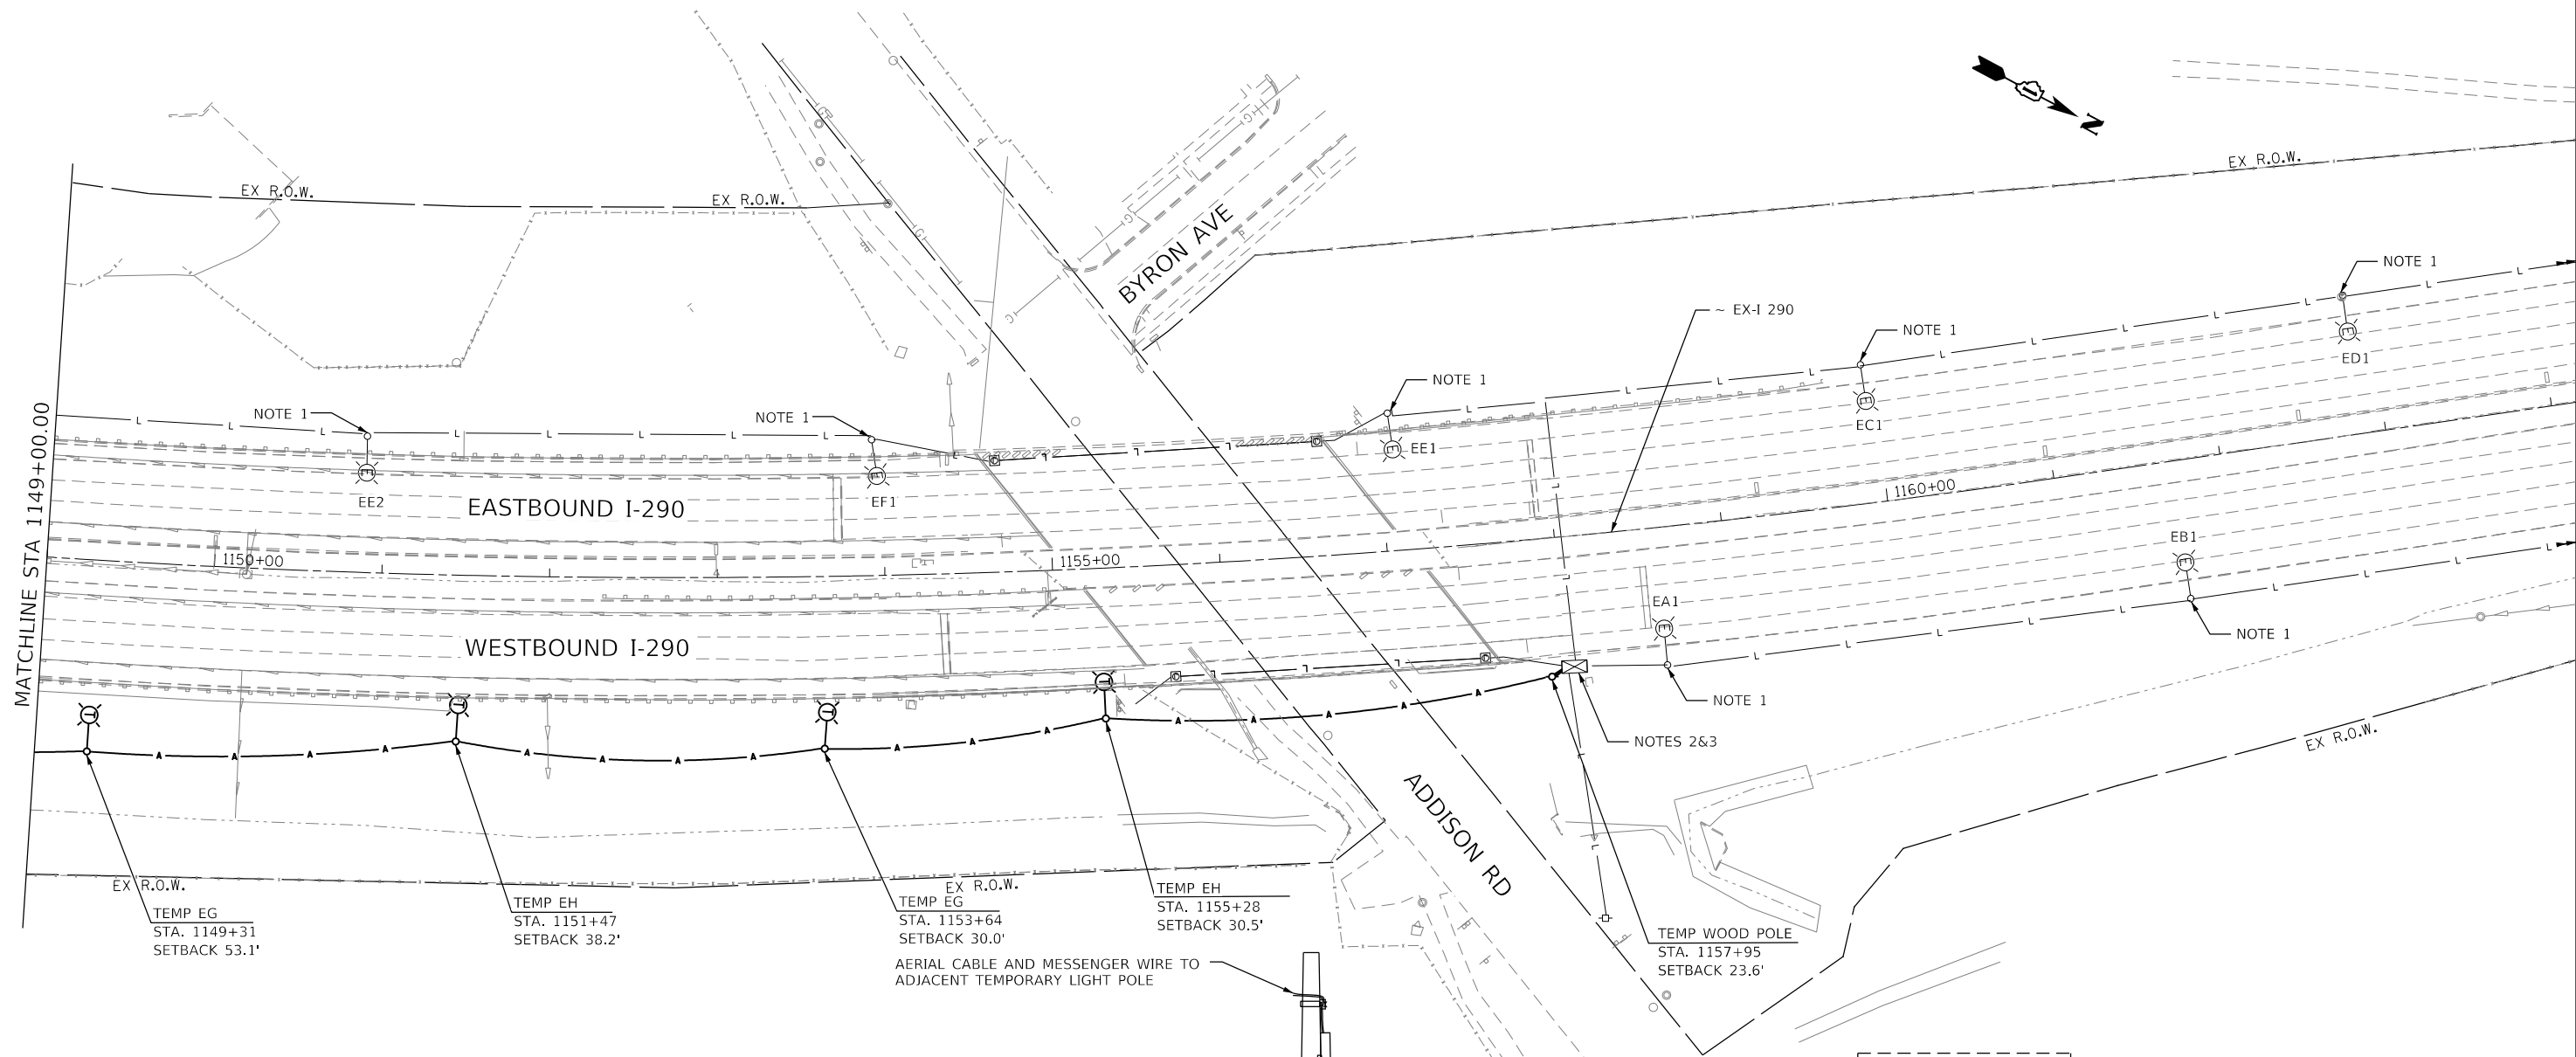 N
EX R.O.W.
EX R.O.W.
EX R.O.W.
BYRON AVE
NOTE 1
~ EX-I 290
NOTE 1
ED1
NOTE 1
EC1
NOTE 1
NOTE 1
EE1
EE2
EF1
EASTBOUND I-290
MATCHLINE STA 1149+00.00
1150+00
1155+00
1160+00
EB1
EA1
WESTBOUND I-290
NOTE 1
NOTE 1
NOTES 2&3
EX R.O.W.
ADDISON RD
EX R.O.W.
EX R.O.W.
TEMP EG
STA. 1149+31
SETBACK 53.1'
TEMP EH
STA. 1151+47
SETBACK 38.2'
TEMP EG
STA. 1153+64
SETBACK 30.0'
TEMP EH
STA. 1155+28
SETBACK 30.5'
TEMP WOOD POLE
STA. 1157+95
SETBACK 23.6'
AERIAL CABLE AND MESSENGER WIRE TO
ADJACENT TEMPORARY LIGHT POLE